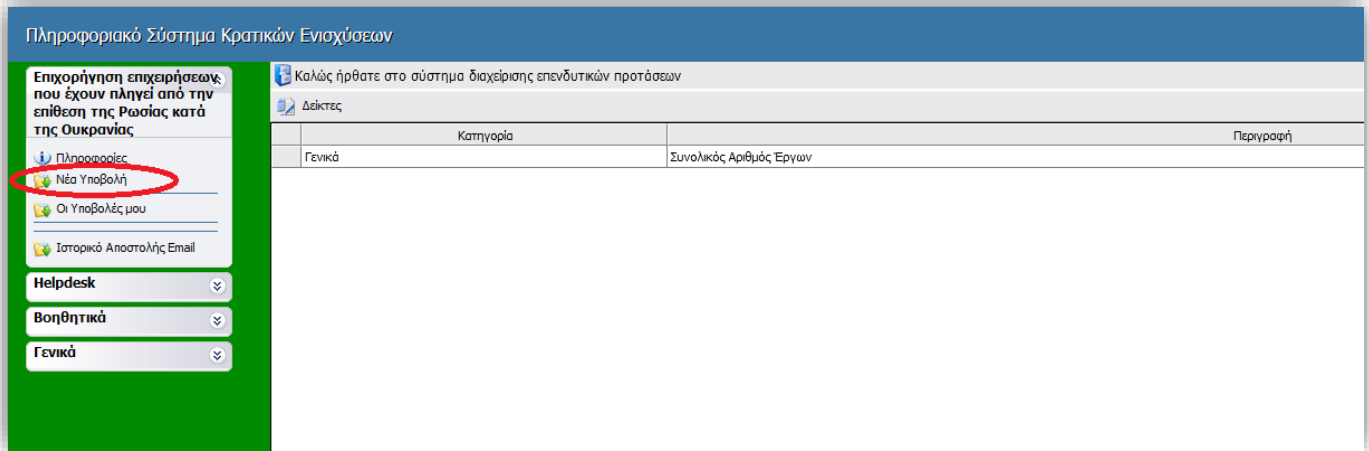 Πληροφοριακό Σύστημα Κρατικών Ενισχύσεων
Επιχορήγηση επιχειρήσεων
που έχουν πληγεί από την
επίθεση της Ρωσίας κατά
της Ουκρανίας
Πληροφορίες
Νέα Υποβολή
Οι Υποβολές μου
Ιστορικό Αποστολής Email
Helpdesk
Βοηθητικά
Γενικά
Καλώς ήρθατε στο σύστημα διαχείρισης επενδυτικών προτάσεων
Δείκτες
Κατηγορία Περιγραφή
Γενικά Συνολικός Αριθμός Έργων